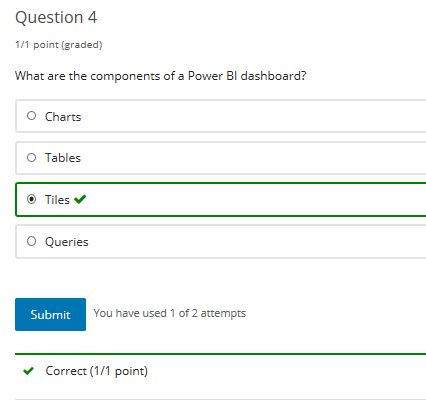 Question 4
1/1 point (graded)
What are the components of a Power BI dashboard?
Charts
Tables
Tiles
Queries
Submit
You have used 1 of 2 attempts
Correct (1/1 point)